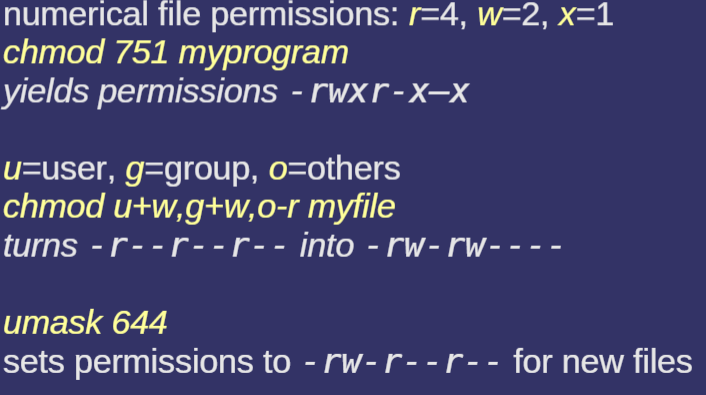 numerical file permissions: r=4, w=2, x=1
chmod 751 myprogram
yields permissions -rwxr-x—x
u=user, g=group, o=others
chmod u+w,g+w,o-r myfile
turns -r--r--r-- into -rw-rw----
umask 644
sets permissions to -rw-r--r-- for new files